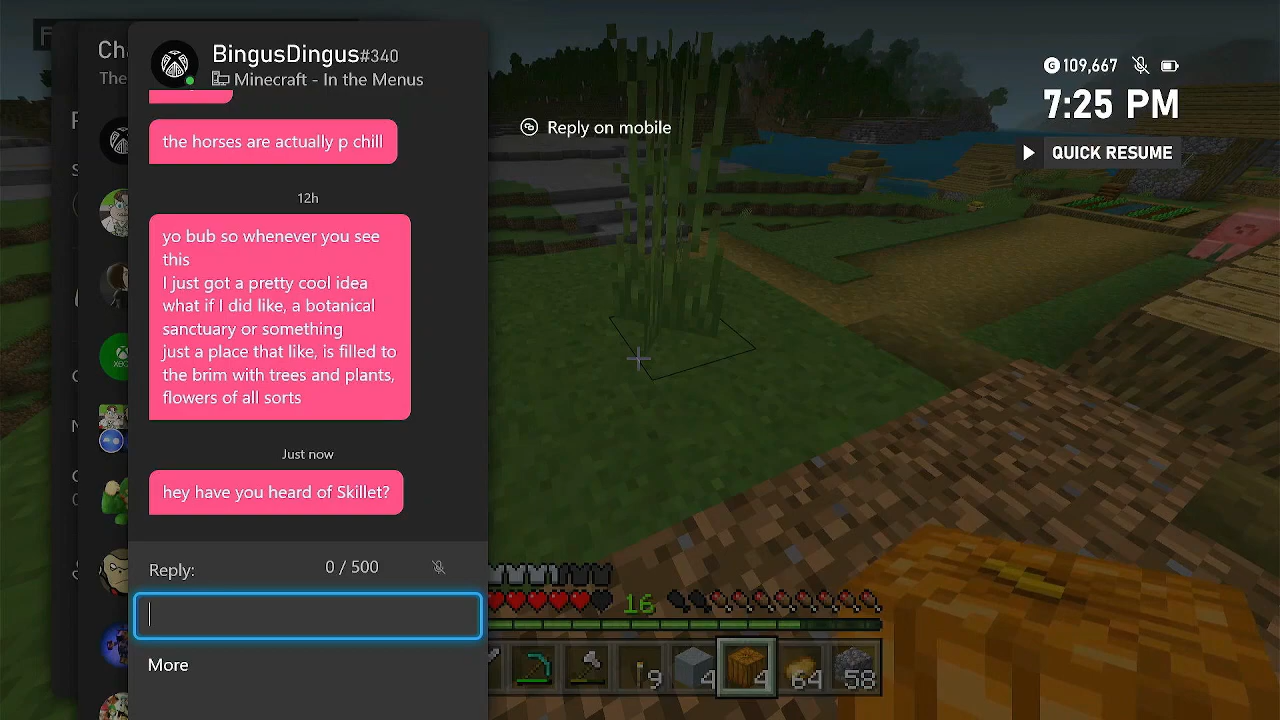 F
Cha
The
F
S
C
N
C
0
BingusDingus#340
Minecraft - In the Menus
the horses are actually p chill
12h
yo bub so whenever you see
this
I just got a pretty cool idea
what if I did like, a botanical
sanctuary or something
just a place that like, is filled to
the brim with trees and plants,
flowers of all sorts
Just now
hey have you heard of Skillet?
Reply:
0 / 500
More
Reply on mobile
G 109,667
7:25 PM
QUICK RESUME
XBO
16
9
4
4
64
58